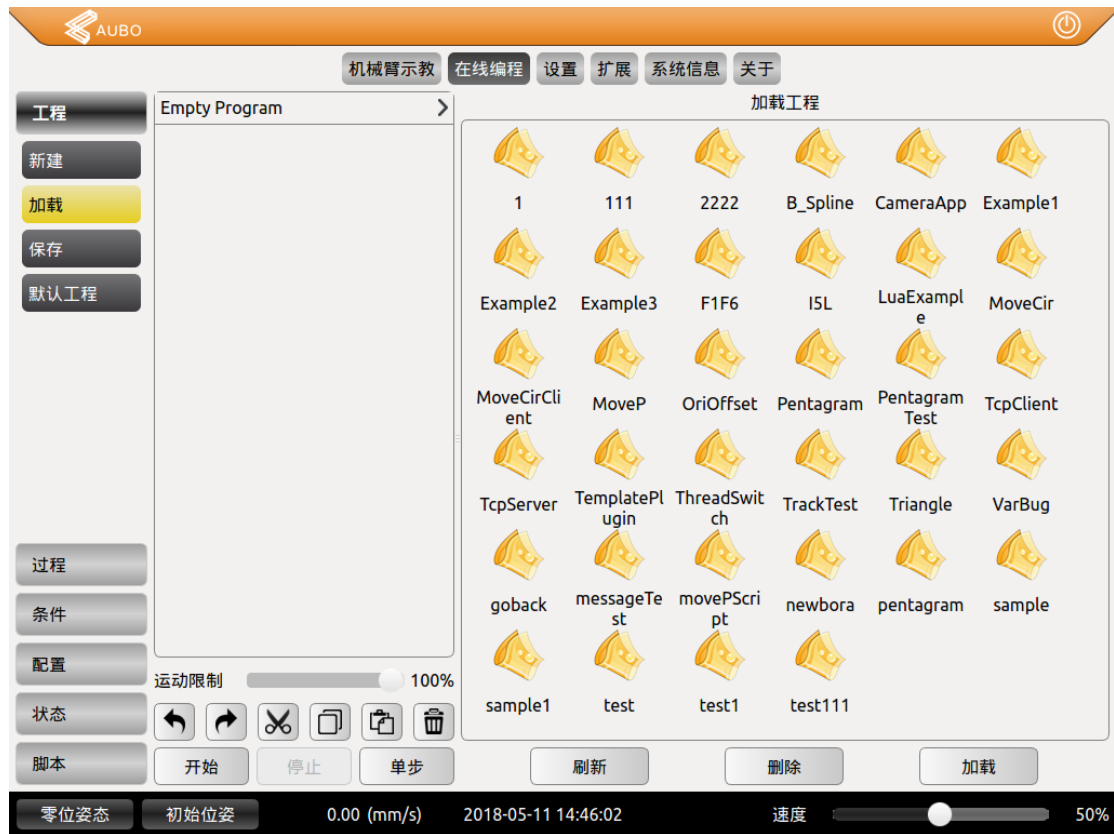 AUBO
机械臂示教 在线编程 设置 扩展 系统信息 关于
工程
新建
加载
保存
默认工程
过程
条件
配置
状态
脚本
Empty Program
运动限制 100%
开始 停止 单步
加载工程
1 111 2222 B_Spline CameraApp Example1
Example2 Example3 F1F6 I5L LuaExampl
e MoveCir
MoveCirCli
ent MoveP OriOffset Pentagram Pentagram
Test TcpClient
TcpServer TemplatePl
ugin ThreadSwit
ch TrackTest Triangle VarBug
goback messageTe
st movePScri
pt newbora pentagram sample
sample1 test test1 test111
刷新 删除 加载
零位姿态 初始位姿 0.00 (mm/s) 2018-05-11 14:46:02 速度 50%